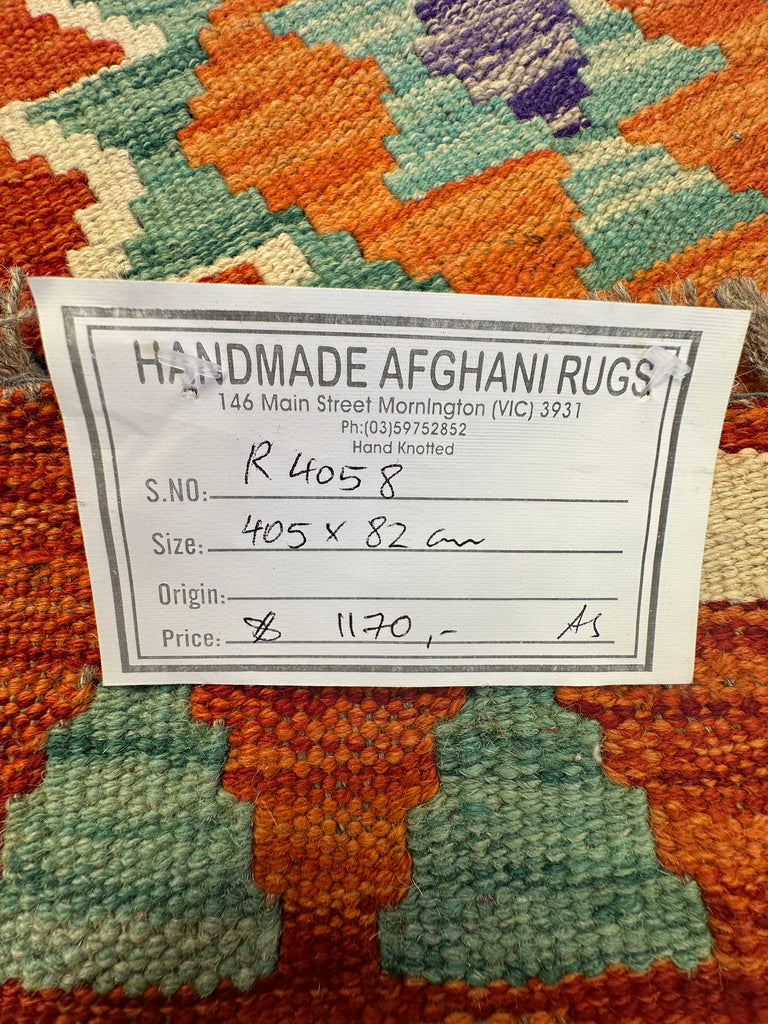 HANDMADE AFGHANI RUGS
146 Main Street MornIngton (VIC) 3931
Ph:(03)59752852
Hand Knotted
S.NO: R 4058
Size: 405 x 82 cm
Origin:
Price: $ 1170,- AS